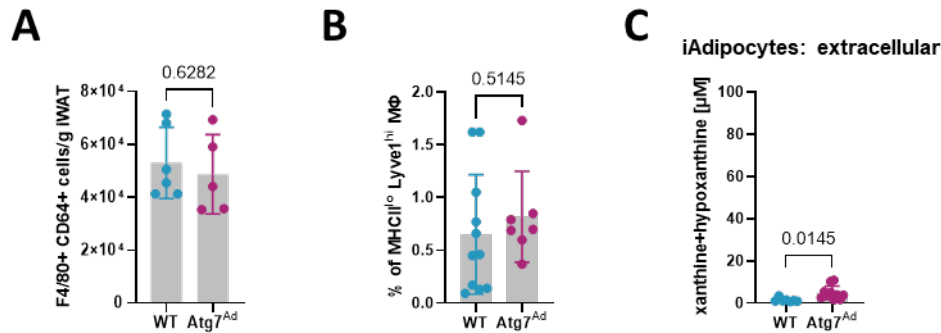 A
F4/80+ CD64+ cells/g iWAT
0.6282
8×10⁴
6×10⁴
4×10⁴
2×10⁴
0
WT Atg7ᴬᵈ
B
% of MHCIIˡᵒ Lyve1ʰⁱ MΦ
0.5145
2.0
1.5
1.0
0.5
0.0
WT Atg7ᴬᵈ
C
iAdipocytes: extracellular
xanthine+hypoxanthine [µM]
100
80
60
40
20
0
0.0145
WT Atg7ᴬᵈ